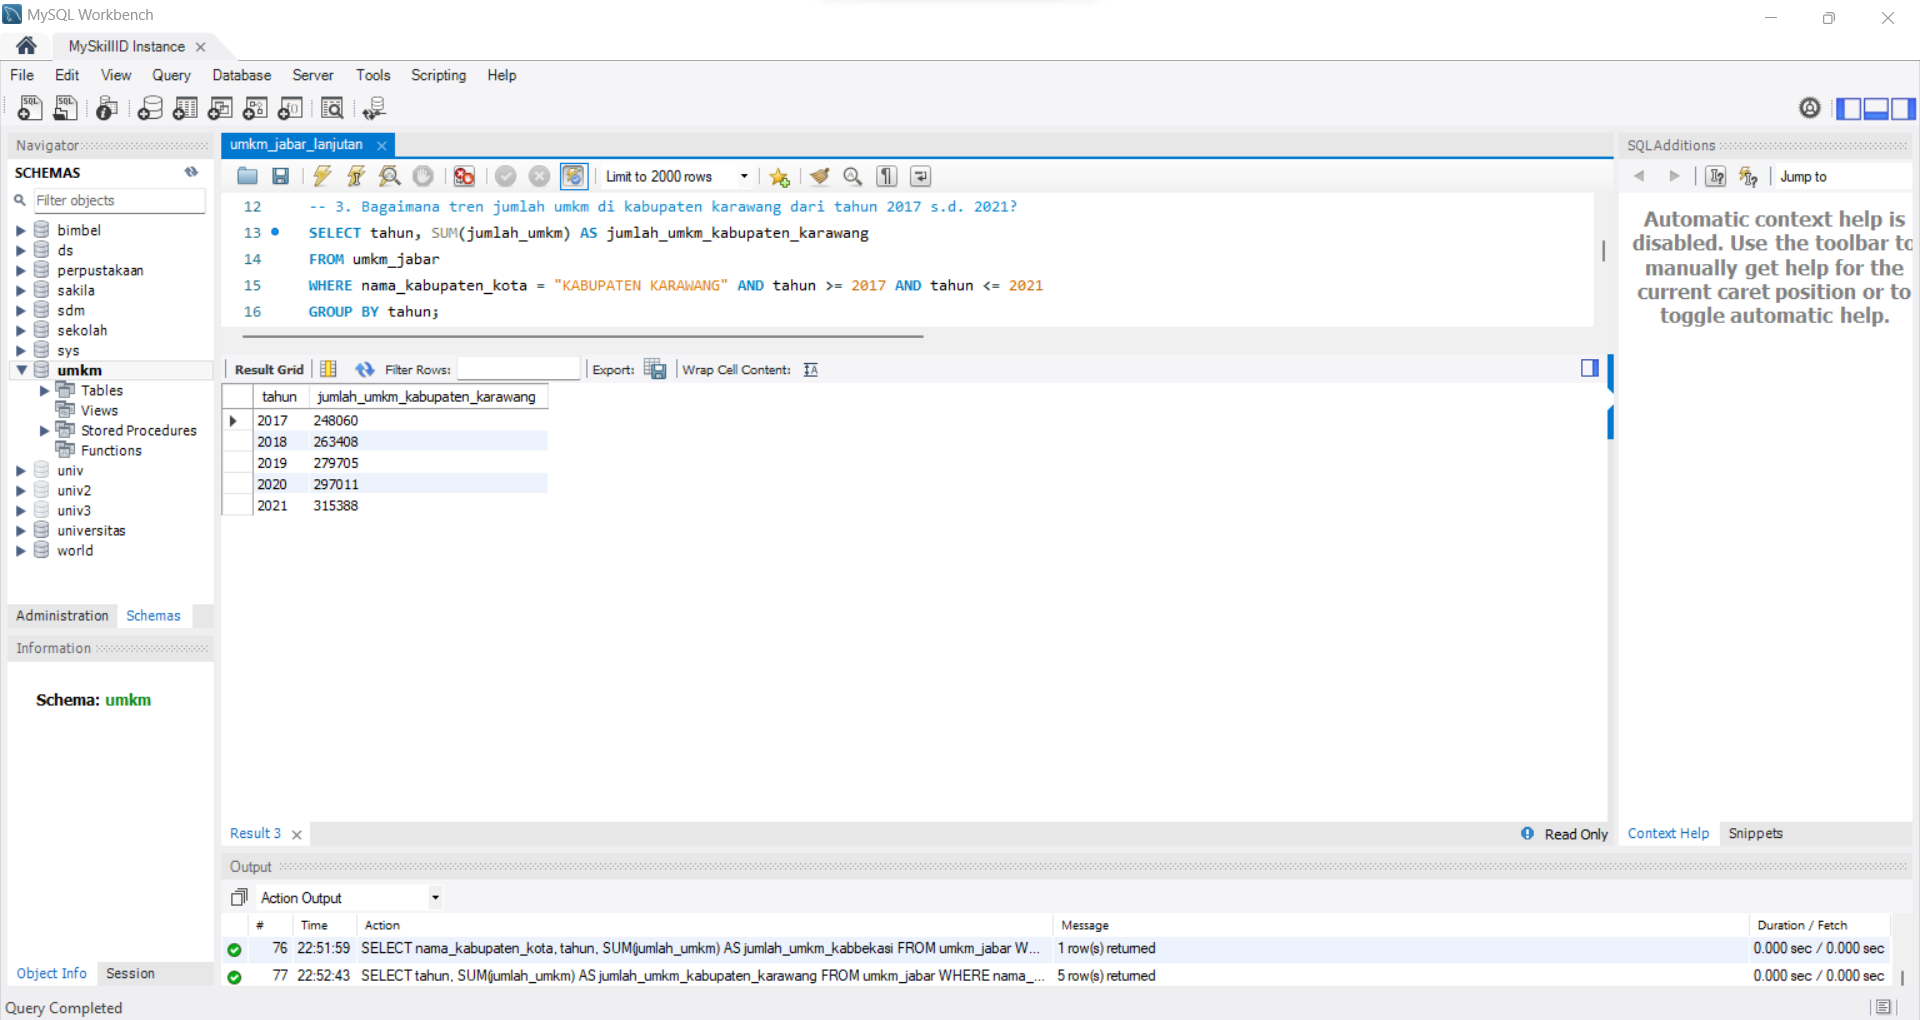 MySQL Workbench
MySkillID Instance
File Edit View Query Database Server Tools Scripting Help
Navigator
SCHEMAS
Filter objects
bimbel
ds
perpustakaan
sakila
sdm
sekolah
sys
umkm
Tables
Views
Stored Procedures
Functions
univ
univ2
univ3
universitas
world
Administration Schemas
Information
Schema: umkm
Object Info Session
umkm_jabar_lanjutan
Limit to 2000 rows
12 -- 3. Bagaimana tren jumlah umkm di kabupaten karawang dari tahun 2017 s.d. 2021?
13 SELECT tahun, SUM(jumlah_umkm) AS jumlah_umkm_kabupaten_karawang
14 FROM umkm_jabar
15 WHERE nama_kabupaten_kota = "KABUPATEN KARAWANG" AND tahun >= 2017 AND tahun <= 2021
16 GROUP BY tahun;
Result Grid Filter Rows: Export: Wrap Cell Content:
tahun jumlah_umkm_kabupaten_karawang
2017 248060
2018 263408
2019 279705
2020 297011
2021 315388
Result 3 Read Only
SQLAdditions
Jump to
Automatic context help is
disabled. Use the toolbar to
manually get help for the
current caret position or to
toggle automatic help.
Context Help Snippets
Output
Action Output
# Time Action Message Duration / Fetch
76 22:51:59 SELECT nama_kabupaten_kota, tahun, SUM(jumlah_umkm) AS jumlah_umkm_kabbekasi FROM umkm_jabar W... 1 row(s) returned 0.000 sec / 0.000 sec
77 22:52:43 SELECT tahun, SUM(jumlah_umkm) AS jumlah_umkm_kabupaten_karawang FROM umkm_jabar WHERE nama_... 5 row(s) returned 0.000 sec / 0.000 sec
Query Completed